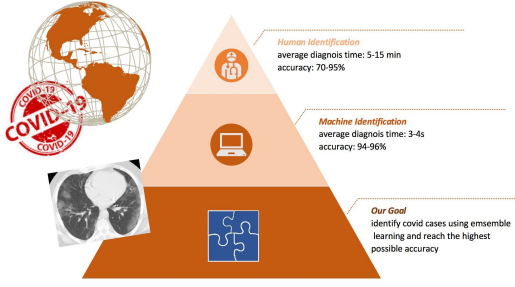 Human Identification
average diagnosis time: 5-15 min
accuracy: 70-95%
COVID-19
COVID-19
COVID-19
Machine Identification
average diagnois time: 3-4s
accuracy: 94-96%
Our Goal
identify covid cases using emsemble
learning and reach the highest
possible accuracy